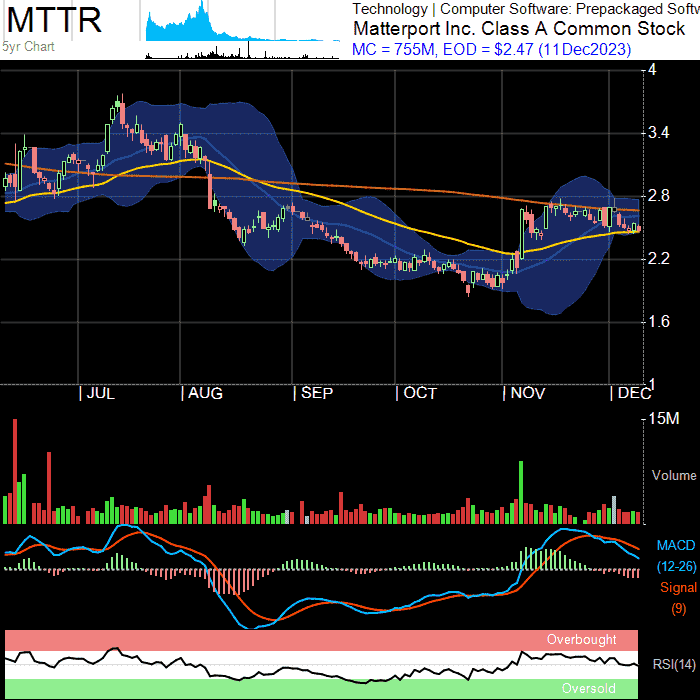 MTTR
5yr Chart
Technology | Computer Software: Prepackaged Softw
Matterport Inc. Class A Common Stock
MC = 755M, EOD = $2.47 (11Dec2023)
4
3.4
2.8
2.2
1.6
1
| JUL | AUG | SEP | OCT | NOV | DEC
15M
Volume
MACD
(12-26)
Signal
(9)
Overbought
RSI(14)
Oversold